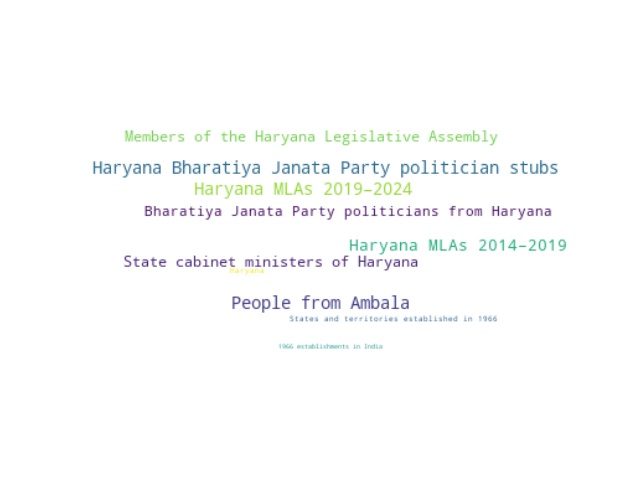 Members of the Haryana Legislative Assembly
Haryana Bharatiya Janata Party politician stubs
Haryana MLAs 2019–2024
Bharatiya Janata Party politicians from Haryana
Haryana MLAs 2014–2019
State cabinet ministers of Haryana
Haryana
People from Ambala
States and territories established in 1966
1966 establishments in India